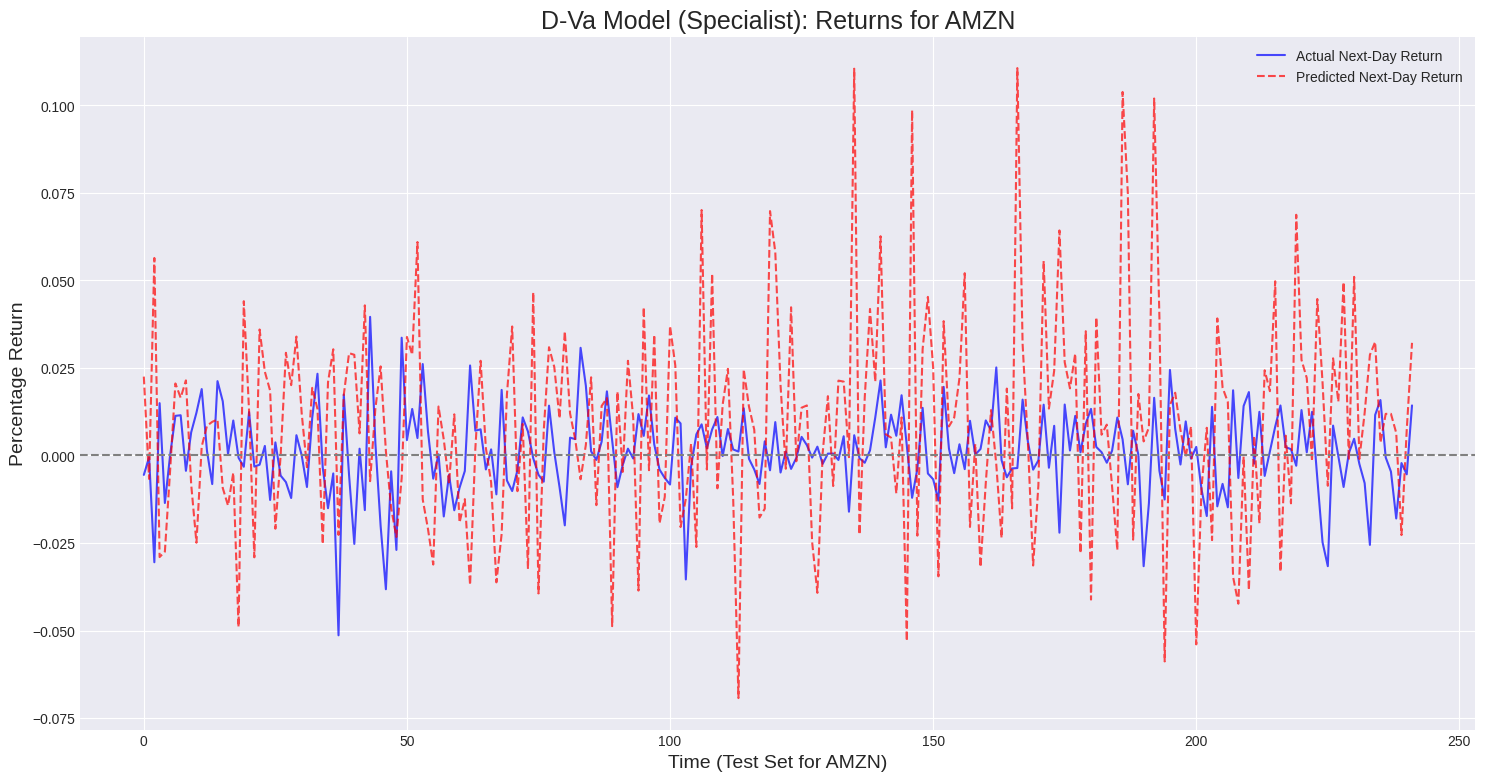 D-Va Model (Specialist): Returns for AMZN
Actual Next-Day Return
Predicted Next-Day Return
Percentage Return
0.100
0.075
0.050
0.025
0.000
−0.025
−0.050
−0.075
0 50 100 150 200 250
Time (Test Set for AMZN)